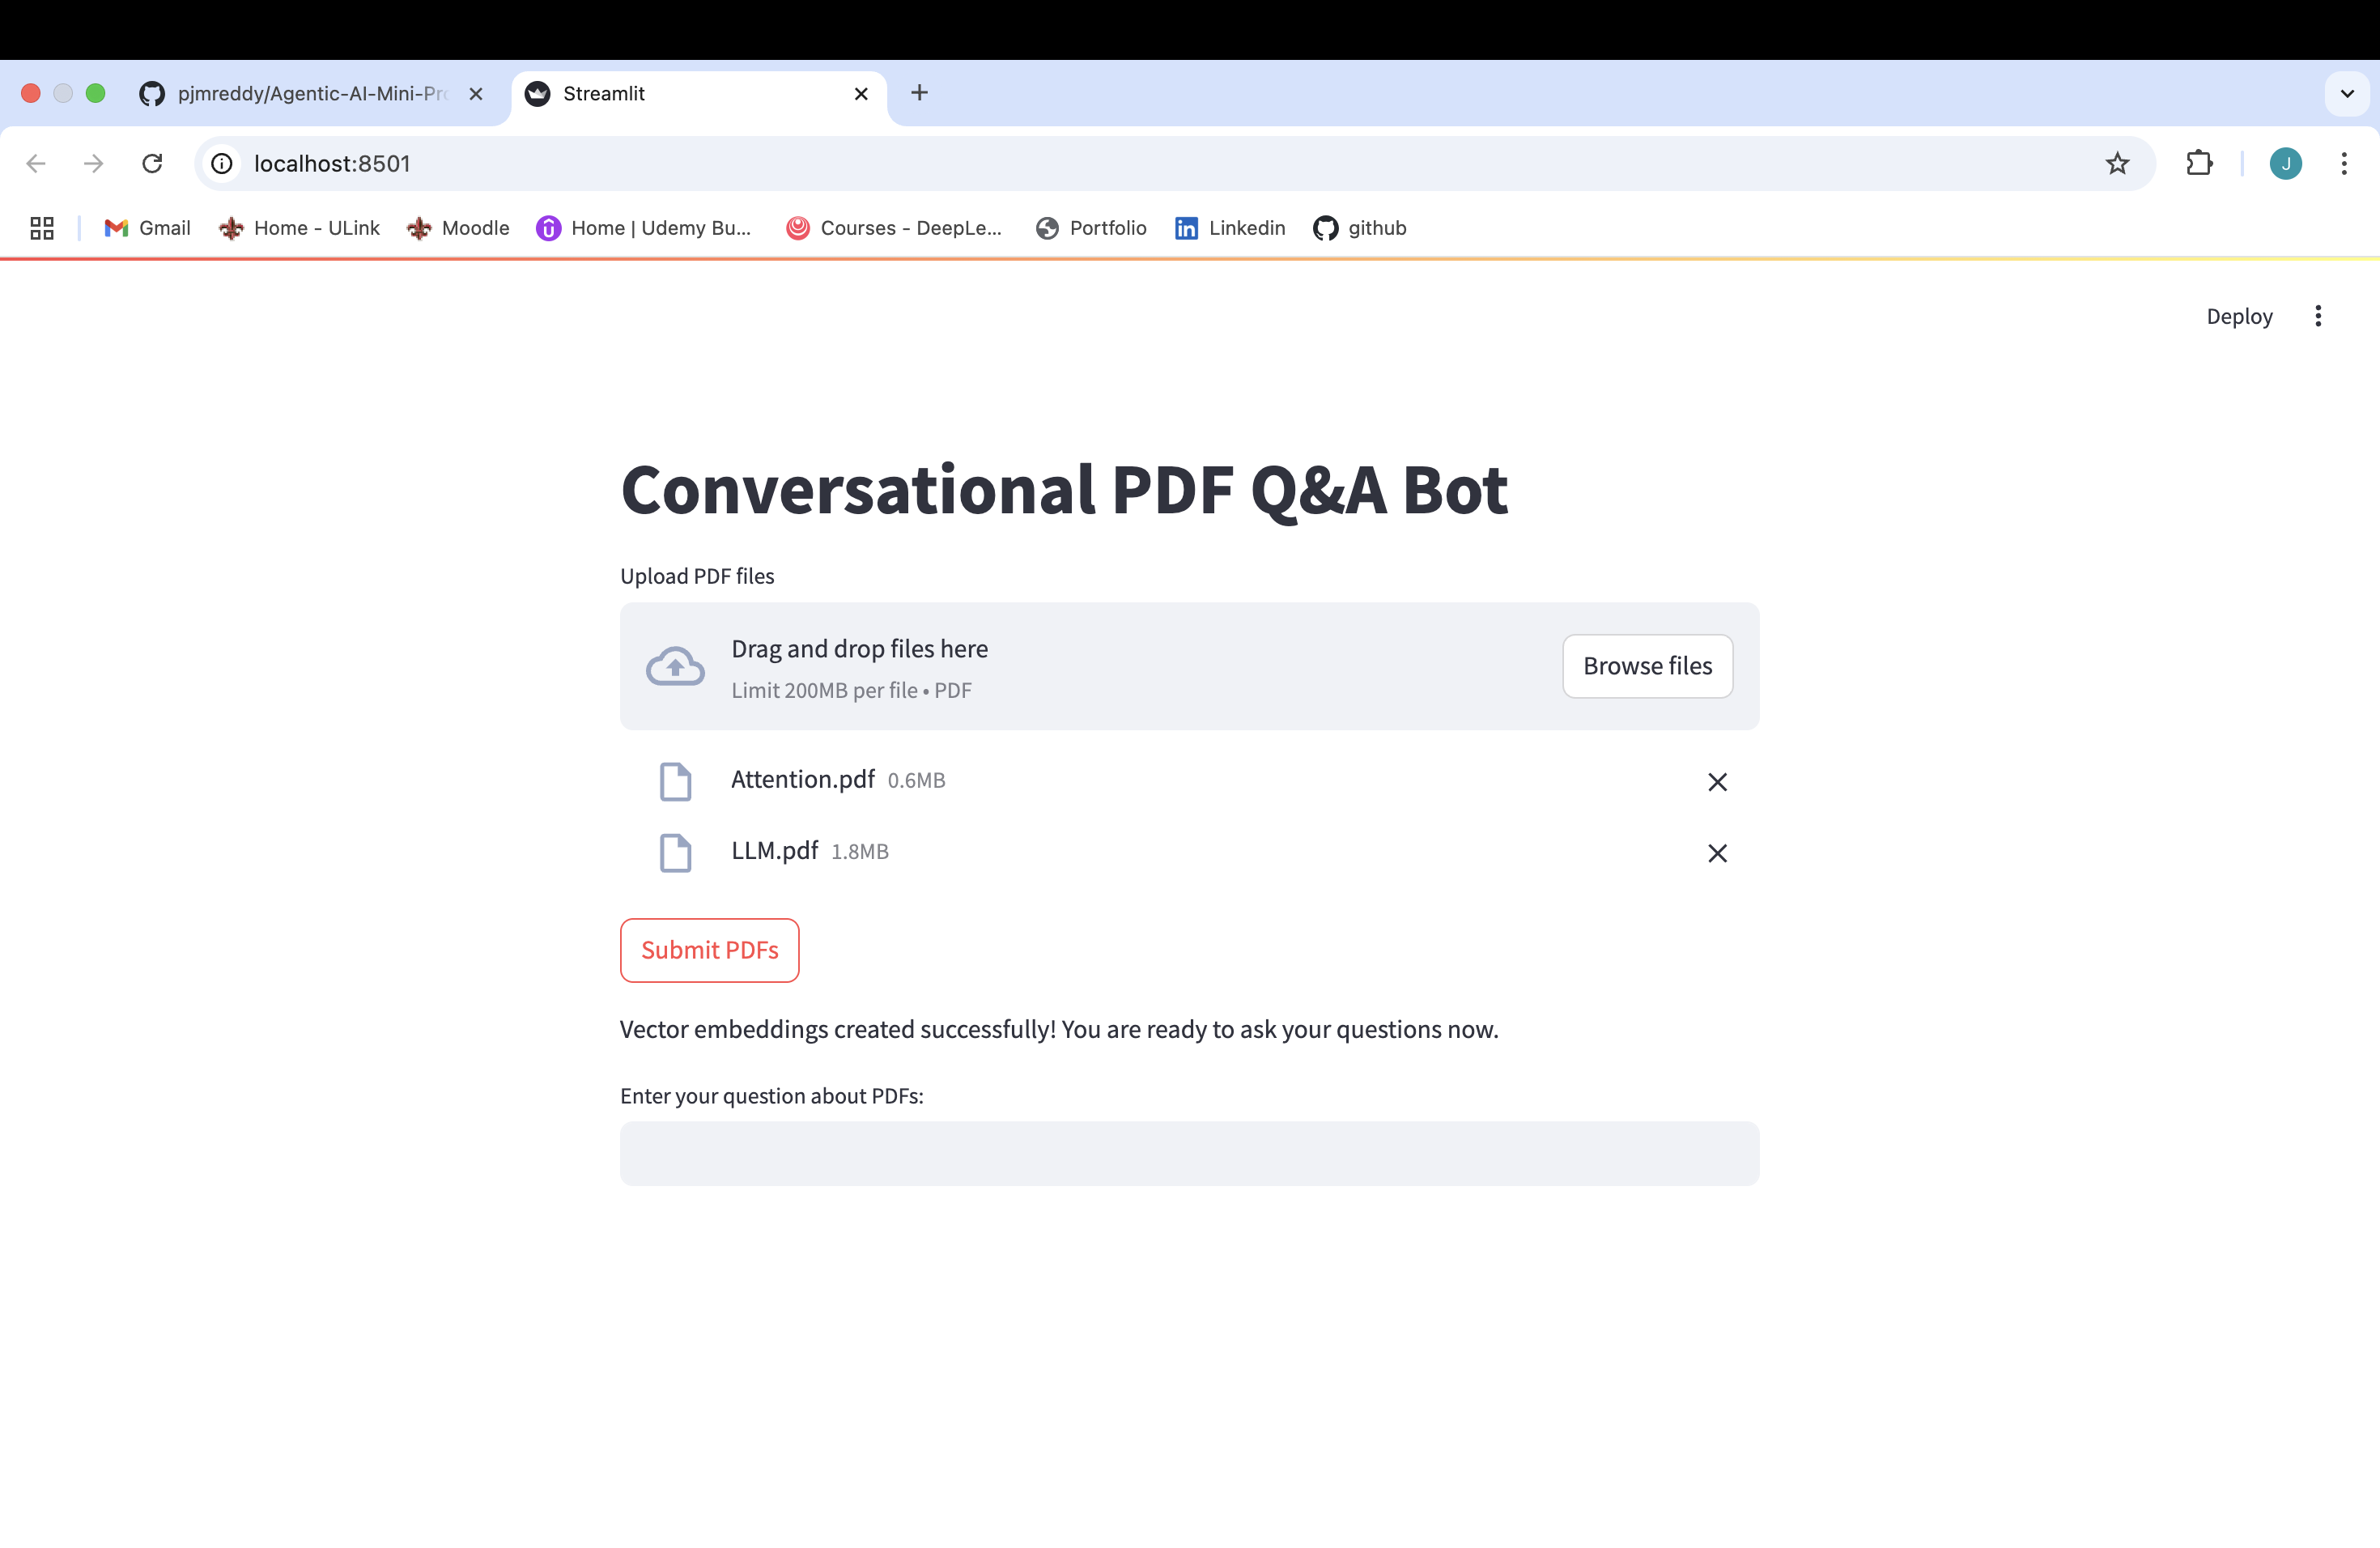 pjmreddy/Agentic-AI-Mini-Pro
Streamlit
localhost:8501
J
Gmail
Home - ULink
Moodle
Home | Udemy Bu...
Courses - DeepLe...
Portfolio
Linkedin
github
Deploy
Conversational PDF Q&A Bot
Upload PDF files
Drag and drop files here
Limit 200MB per file • PDF
Browse files
Attention.pdf 0.6MB
LLM.pdf 1.8MB
Submit PDFs
Vector embeddings created successfully! You are ready to ask your questions now.
Enter your question about PDFs: